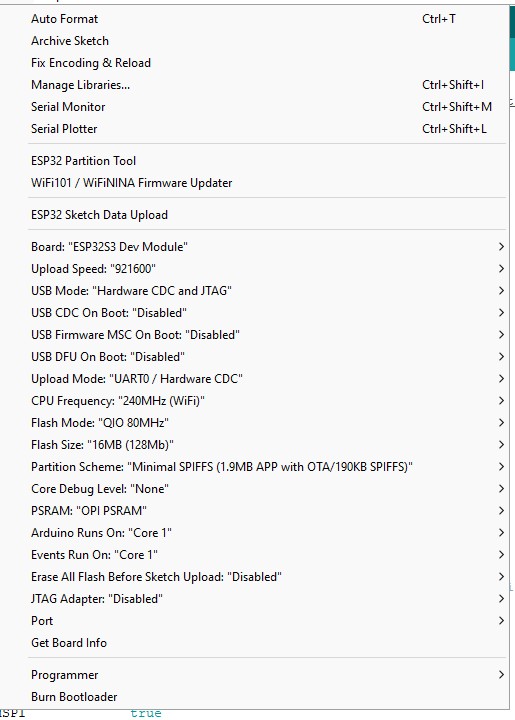 Auto Format Ctrl+T
Archive Sketch
Fix Encoding & Reload
Manage Libraries... Ctrl+Shift+I
Serial Monitor Ctrl+Shift+M
Serial Plotter Ctrl+Shift+L
ESP32 Partition Tool
WiFi101 / WiFiNINA Firmware Updater
ESP32 Sketch Data Upload
Board: "ESP32S3 Dev Module"
Upload Speed: "921600"
USB Mode: "Hardware CDC and JTAG"
USB CDC On Boot: "Disabled"
USB Firmware MSC On Boot: "Disabled"
USB DFU On Boot: "Disabled"
Upload Mode: "UART0 / Hardware CDC"
CPU Frequency: "240MHz (WiFi)"
Flash Mode: "QIO 80MHz"
Flash Size: "16MB (128Mb)"
Partition Scheme: "Minimal SPIFFS (1.9MB APP with OTA/190KB SPIFFS)"
Core Debug Level: "None"
PSRAM: "OPI PSRAM"
Arduino Runs On: "Core 1"
Events Run On: "Core 1"
Erase All Flash Before Sketch Upload: "Disabled"
JTAG Adapter: "Disabled"
Port
Get Board Info
Programmer
Burn Bootloader
true